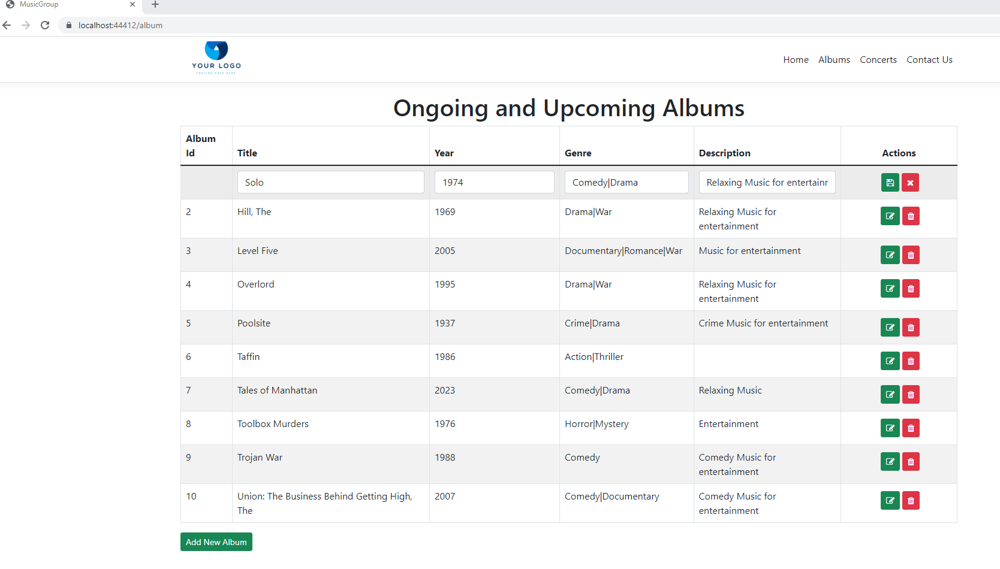 MusicGroup
localhost:44412/album
YOUR LOGO
TAGLINE GOES HERE
Home Albums Concerts Contact Us
Ongoing and Upcoming Albums
Album
Id Title Year Genre Description Actions
Solo 1974 Comedy|Drama Relaxing Music for entertainr
2 Hill, The 1969 Drama|War Relaxing Music for
entertainment
3 Level Five 2005 Documentary|Romance|War Music for entertainment
4 Overlord 1995 Drama|War Relaxing Music for
entertainment
5 Poolsite 1937 Crime|Drama Crime Music for entertainment
6 Taffin 1986 Action|Thriller
7 Tales of Manhattan 2023 Comedy|Drama Relaxing Music
8 Toolbox Murders 1976 Horror|Mystery Entertainment
9 Trojan War 1988 Comedy Comedy Music for
entertainment
10 Union: The Business Behind Getting High, 2007 Comedy|Documentary Comedy Music for
The entertainment
Add New Album